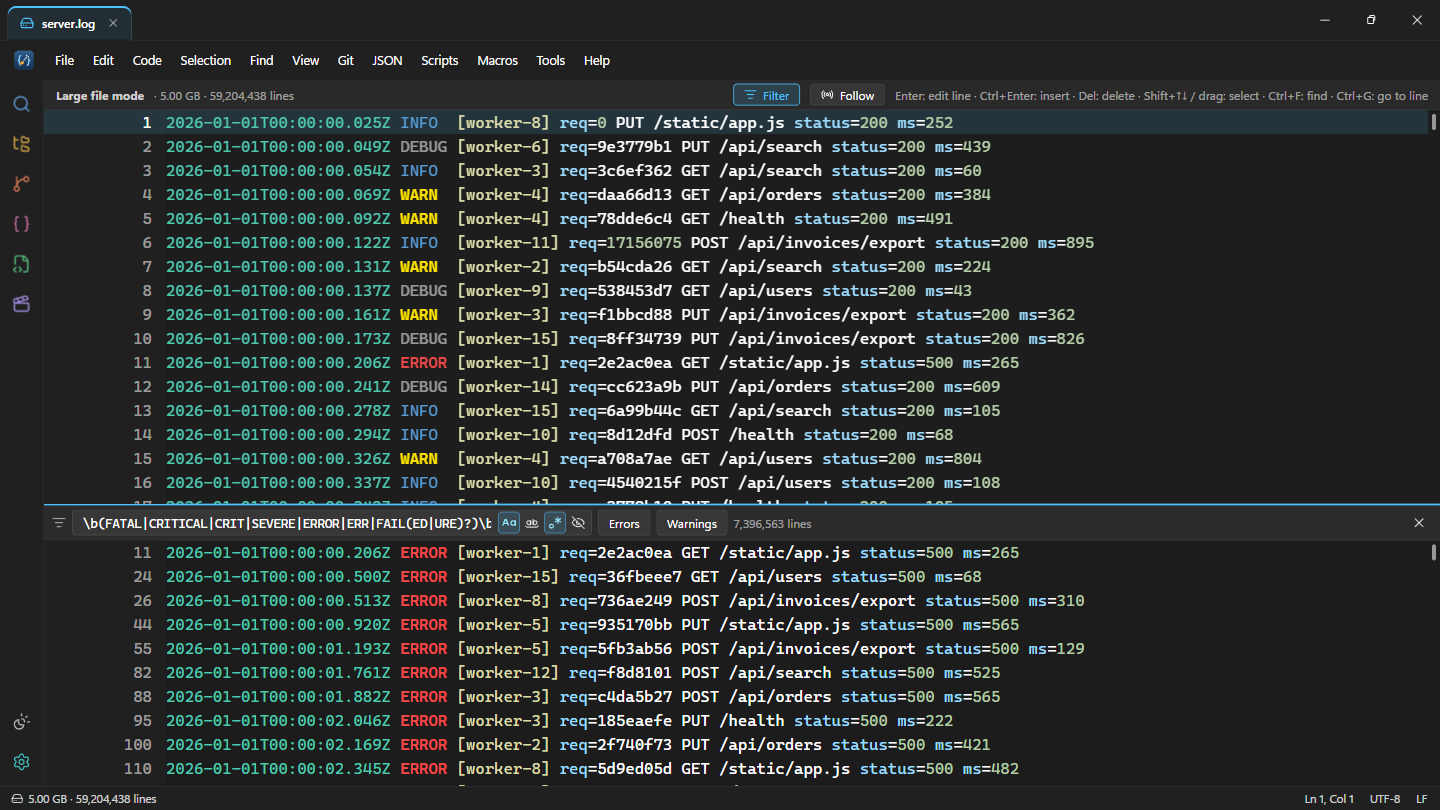 server.log
File Edit Code Selection Find View Git JSON Scripts Macros Tools Help
Large file mode · 5.00 GB · 59,204,438 lines Filter Follow Enter: edit line · Ctrl+Enter: insert · Del: delete · Shift+↑↓ / drag: select · Ctrl+F: find · Ctrl+G: go to line
1 2026-01-01T00:00:00.025Z INFO [worker-8] req=0 PUT /static/app.js status=200 ms=252
2 2026-01-01T00:00:00.049Z DEBUG [worker-6] req=9e3779b1 PUT /api/search status=200 ms=439
3 2026-01-01T00:00:00.054Z INFO [worker-3] req=3c6ef362 GET /api/search status=200 ms=60
4 2026-01-01T00:00:00.069Z WARN [worker-4] req=daa66d13 GET /api/orders status=200 ms=384
5 2026-01-01T00:00:00.092Z WARN [worker-4] req=78dde6c4 GET /health status=200 ms=491
6 2026-01-01T00:00:00.122Z INFO [worker-11] req=17156075 POST /api/invoices/export status=200 ms=895
7 2026-01-01T00:00:00.131Z WARN [worker-2] req=b54cda26 GET /api/search status=200 ms=224
8 2026-01-01T00:00:00.137Z DEBUG [worker-9] req=538453d7 GET /api/users status=200 ms=43
9 2026-01-01T00:00:00.161Z WARN [worker-3] req=f1bbcd88 PUT /api/invoices/export status=200 ms=362
10 2026-01-01T00:00:00.173Z DEBUG [worker-15] req=8ff34739 PUT /api/invoices/export status=200 ms=826
11 2026-01-01T00:00:00.206Z ERROR [worker-1] req=2e2ac0ea GET /static/app.js status=500 ms=265
12 2026-01-01T00:00:00.241Z DEBUG [worker-14] req=cc623a9b PUT /api/orders status=200 ms=609
13 2026-01-01T00:00:00.278Z INFO [worker-15] req=6a99b44c GET /api/search status=200 ms=105
14 2026-01-01T00:00:00.294Z INFO [worker-10] req=8d12dfd POST /health status=200 ms=68
15 2026-01-01T00:00:00.326Z WARN [worker-4] req=a708a7ae GET /api/users status=200 ms=804
16 2026-01-01T00:00:00.337Z INFO [worker-10] req=4540215f POST /api/users status=200 ms=108
\b(FATAL|CRITICAL|CRIT|SEVERE|ERROR|ERR|FAIL(ED|URE)?)\b Aa ab .* Errors Warnings 7,396,563 lines
11 2026-01-01T00:00:00.206Z ERROR [worker-1] req=2e2ac0ea GET /static/app.js status=500 ms=265
24 2026-01-01T00:00:00.500Z ERROR [worker-15] req=36fbeee7 GET /api/users status=500 ms=68
26 2026-01-01T00:00:00.513Z ERROR [worker-8] req=736ae249 POST /api/invoices/export status=500 ms=310
44 2026-01-01T00:00:00.920Z ERROR [worker-5] req=935170bb PUT /static/app.js status=500 ms=565
55 2026-01-01T00:00:01.193Z ERROR [worker-5] req=5fb3ab56 POST /api/invoices/export status=500 ms=129
82 2026-01-01T00:00:01.761Z ERROR [worker-12] req=f8d8101 POST /api/search status=500 ms=525
88 2026-01-01T00:00:01.882Z ERROR [worker-3] req=c4da5b27 POST /api/orders status=500 ms=565
95 2026-01-01T00:00:02.046Z ERROR [worker-3] req=185eaefe PUT /health status=500 ms=222
100 2026-01-01T00:00:02.169Z ERROR [worker-2] req=2f740f73 PUT /api/orders status=500 ms=421
110 2026-01-01T00:00:02.345Z ERROR [worker-8] req=5d9ed05d GET /static/app.js status=500 ms=482
5.00 GB · 59,204,438 lines Ln 1, Col 1 UTF-8 LF